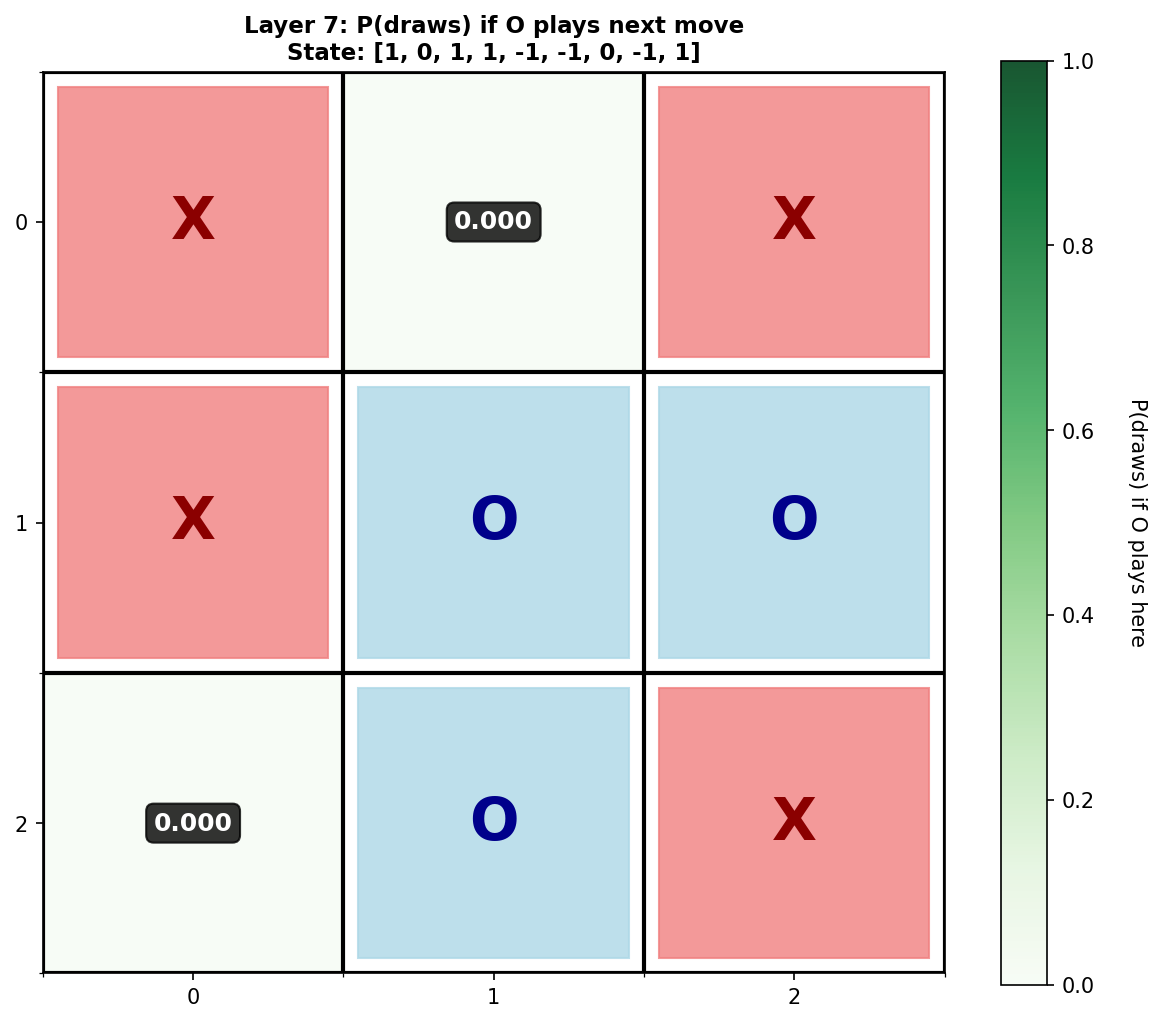 Layer 7: P(draws) if O plays next move
State: [1, 0, 1, 1, -1, -1, 0, -1, 1]
X
0.000
X
X
O
O
0.000
O
X
0
1
2
0
1
2
1.0
0.8
0.6
0.4
0.2
0.0
P(draws) if O plays here